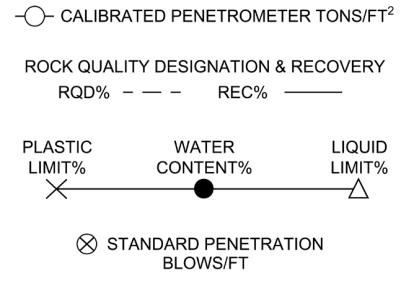 CALIBRATED PENETROMETER TONS/FT²
ROCK QUALITY DESIGNATION & RECOVERY
RQD% REC%
PLASTIC WATER LIQUID
LIMIT% CONTENT% LIMIT%
STANDARD PENETRATION
BLOWS/FT